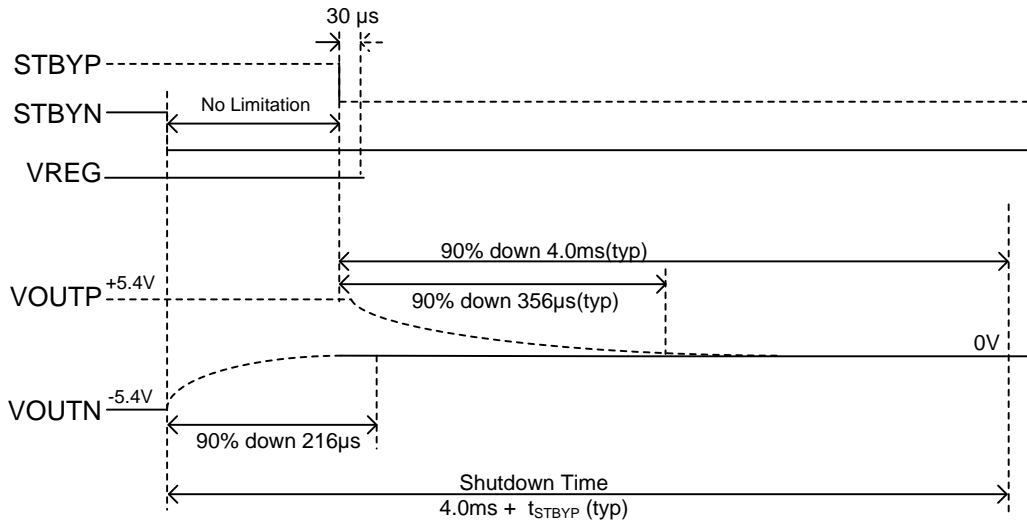 30 µs
STBYP
No Limitation
STBYN
VREG
90% down 4.0ms(typ)
VOUTP +5.4V
90% down 356µs(typ)
0V
VOUTN -5.4V
90% down 216µs
Shutdown Time
4.0ms + tSTBYP (typ)